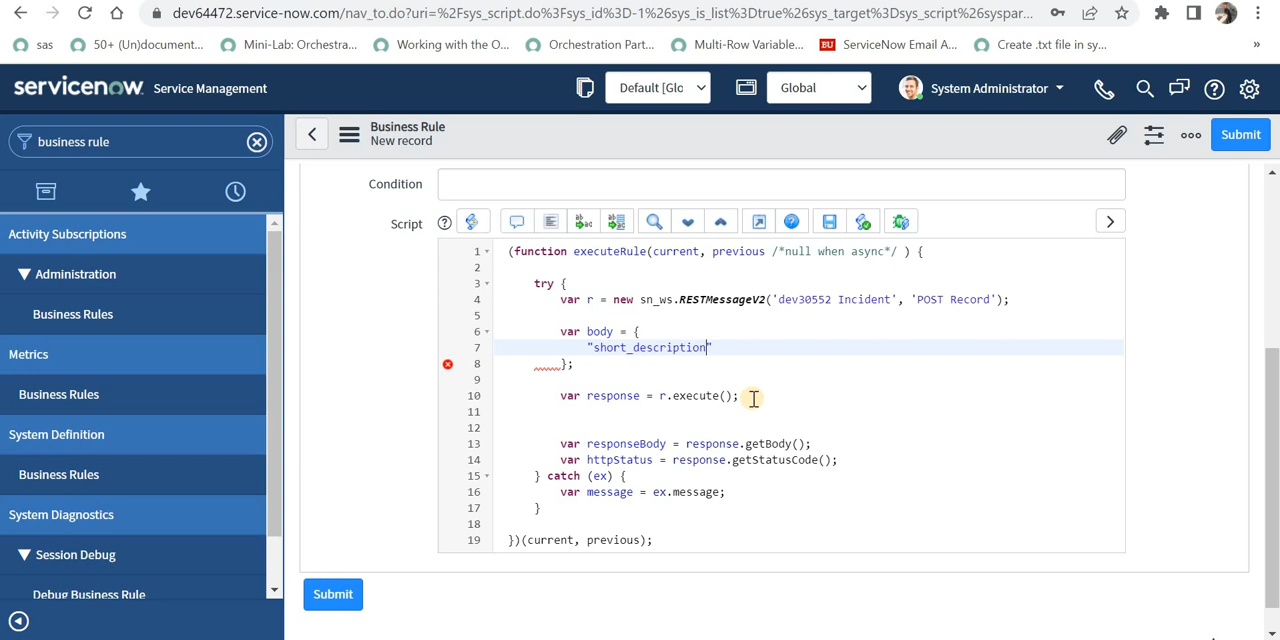 dev64472.service-now.com/nav_to.do?uri=%2Fsys_script.do%3Fsys_id%3D-1%26sys_is_list%3Dtrue%26sys_target%3Dsys_script%26syspar...
sas
50+ (Un)document...
Mini-Lab: Orchestra...
Working with the O...
Orchestration Part...
Multi-Row Variable...
BU ServiceNow Email A...
Create .txt file in sy...
»
servicenow. Service Management
Default [Glo
Global
System Administrator
business rule
Business Rule
New record
Submit
Activity Subscriptions
Administration
Business Rules
Metrics
Business Rules
System Definition
Business Rules
System Diagnostics
Session Debug
Debug Business Rule
Condition
Script
1 (function executeRule(current, previous /*null when async*/ ) {
2
3 try {
4 var r = new sn_ws.RESTMessageV2('dev30552 Incident', 'POST Record');
5
6 var body = {
7 "short_description"
8 };
9
10 var response = r.execute();
11
12
13 var responseBody = response.getBody();
14 var httpStatus = response.getStatusCode();
15 } catch (ex) {
16 var message = ex.message;
17 }
18
19 })(current, previous);
Submit